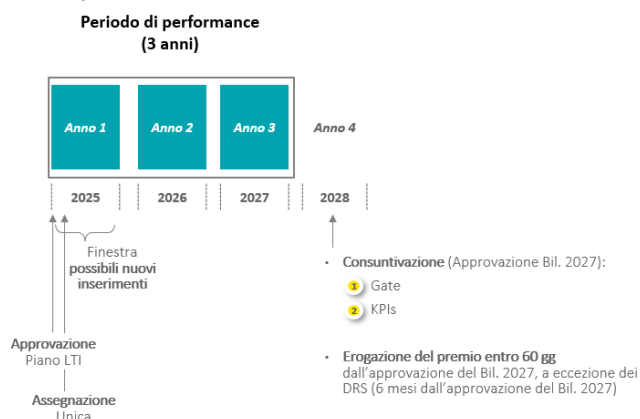 Periodo di performance
(3 anni)
Anno 1
Anno 2
Anno 3
Anno 4
2025
2026
2027
2028
Finestra
possibili nuovi
inserimenti
Approvazione
Piano LTI
Assegnazione
Unica
• Consuntivazione (Approvazione Bil. 2027):
1 Gate
2 KPIs
• Erogazione del premio entro 60 gg
dall'approvazione del Bil. 2027, a eccezione dei
DRS (6 mesi dall'approvazione del Bil. 2027)